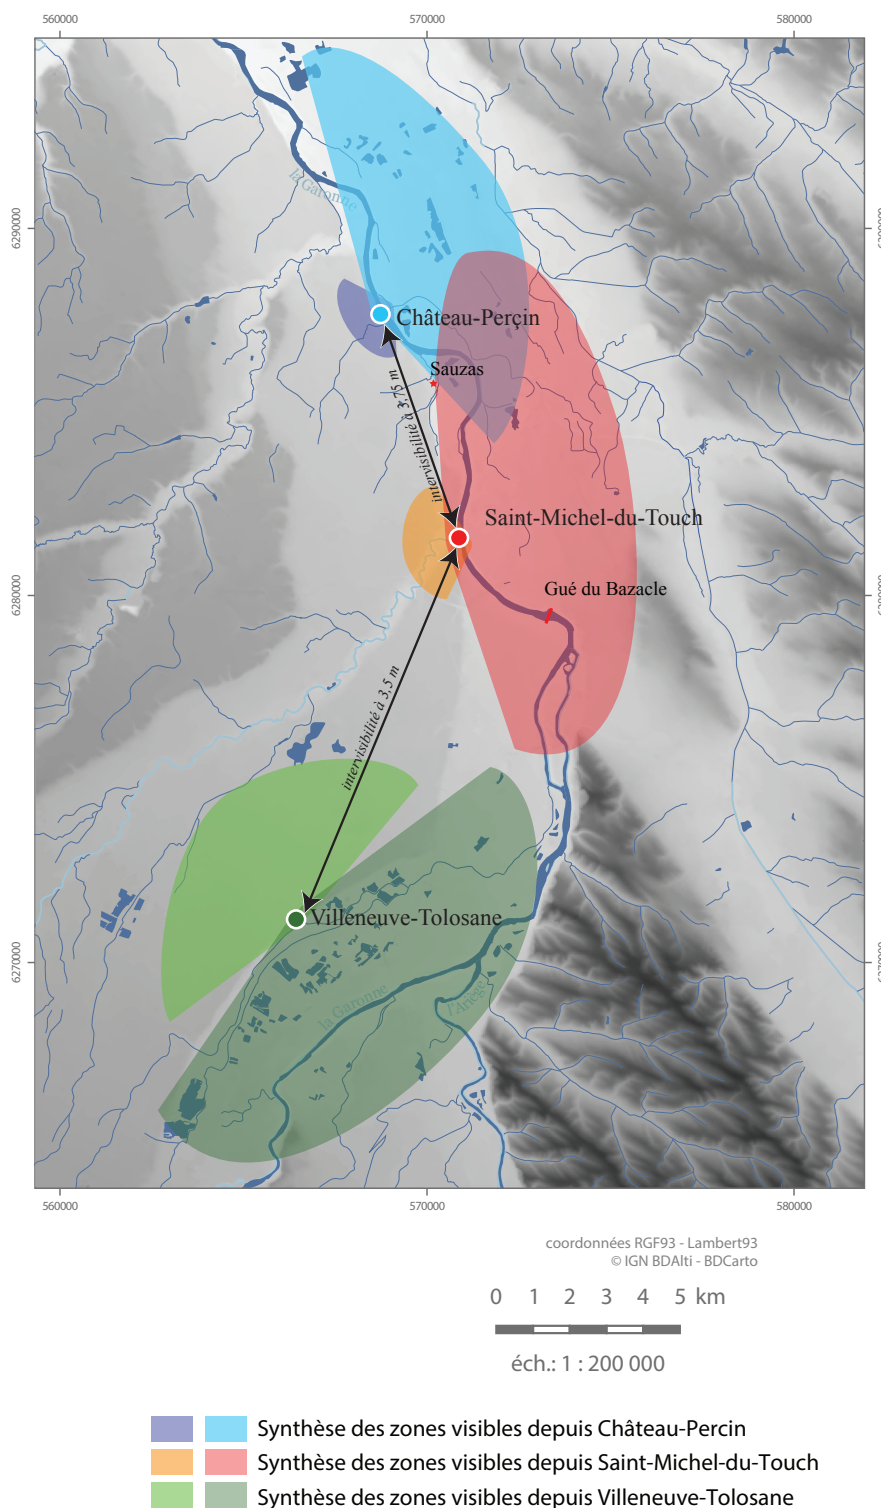 560000
570000
580000
6290000
6290000
la Garonne
Château-Perçin
Sauzas
intervisibilité à 3,75 m
Saint-Michel-du-Touch
Gué du Bazacle
6280000
6280000
intervisibilité à 3,5 m
Villeneuve-Tolosane
6270000
6270000
la Garonne
l'Ariège
560000
570000
580000
coordonnées RGF93 - Lambert93
© IGN BDAlti - BDCarto
0 1 2 3 4 5 km
éch.: 1 : 200 000
Synthèse des zones visibles depuis Château-Percin
Synthèse des zones visibles depuis Saint-Michel-du-Touch
Synthèse des zones visibles depuis Villeneuve-Tolosane